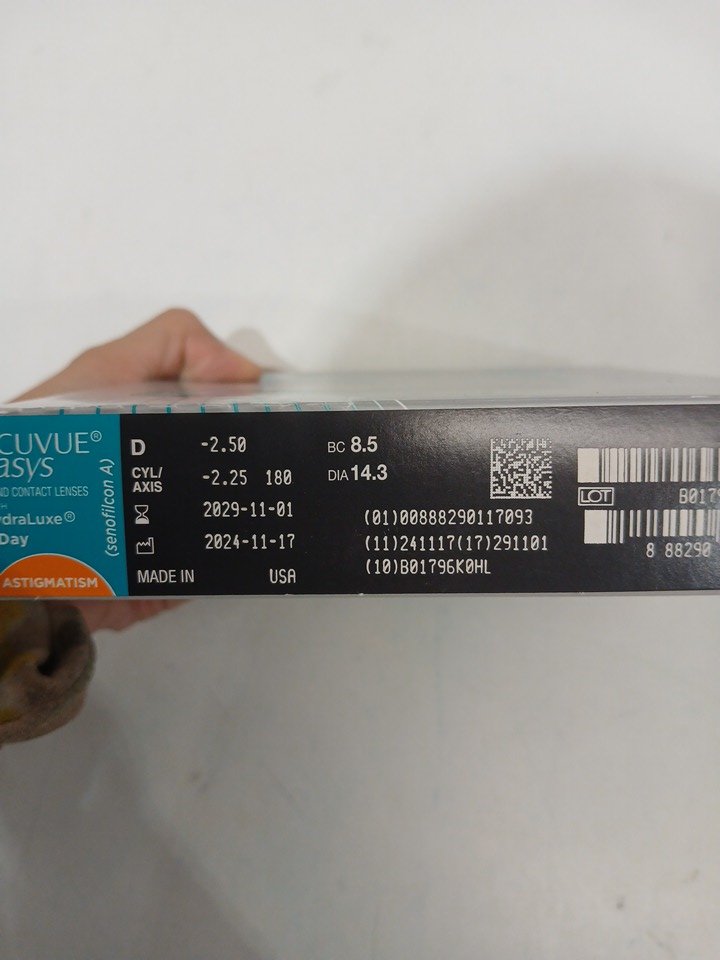 CUVUE®
asys
ND CONTACT LENSES
draLuxe®
Day
ASTIGMATISM
(senofilcon A)
D -2.50
CYL/AXIS -2.25 180
2029-11-01
2024-11-17
MADE IN USA
BC 8.5
DIA 14.3
(01)00888290117093
(11)241117(17)291101
(10)B01796K0HL
LOT B017
8 88290